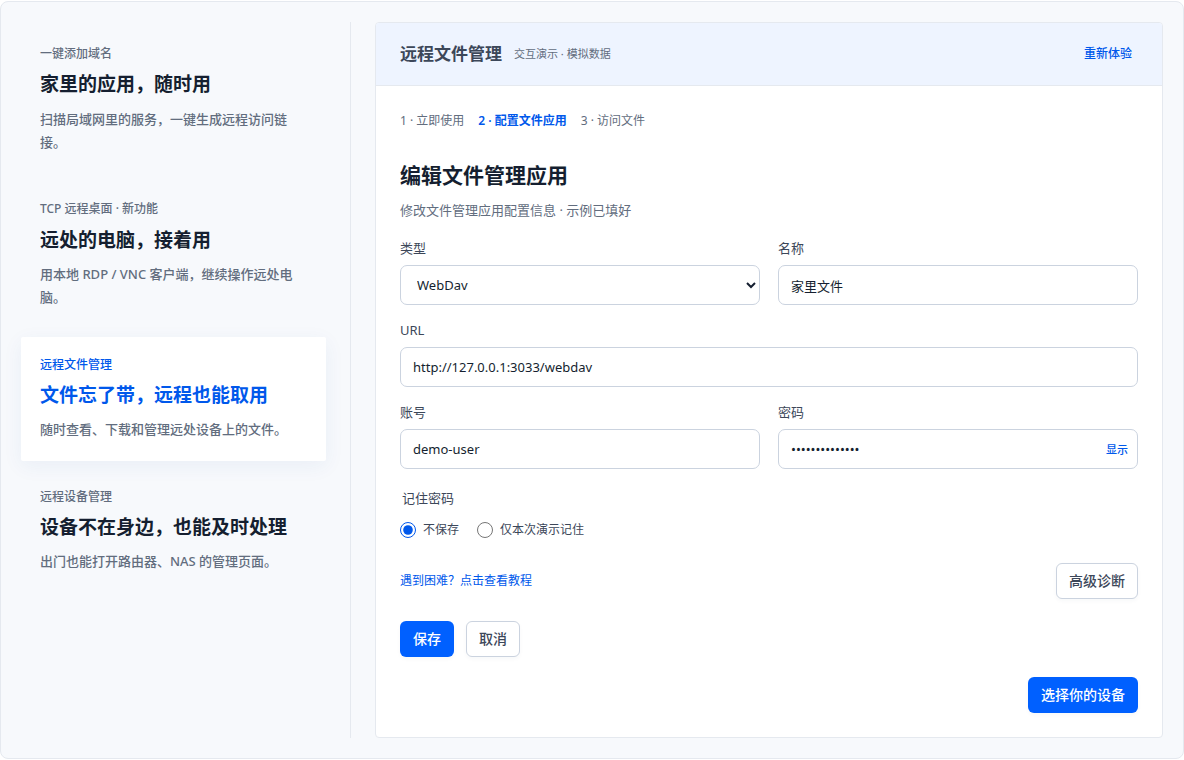 一键添加域名
家里的应用，随时用
扫描局域网里的服务，一键生成远程访问链
接。
TCP 远程桌面 · 新功能
远处的电脑，接着用
用本地 RDP / VNC 客户端，继续操作远处电
脑。
远程文件管理
文件忘了带，远程也能取用
随时查看、下载和管理远处设备上的文件。
远程设备管理
设备不在身边，也能及时处理
出门也能打开路由器、NAS 的管理页面。
远程文件管理 交互演示 · 模拟数据 重新体验
1 · 立即使用 2 · 配置文件应用 3 · 访问文件
编辑文件管理应用
修改文件管理应用配置信息 · 示例已填好
类型 名称
WebDav 家里文件
URL
http://127.0.0.1:3033/webdav
账号 密码
demo-user ••••••••••••• 显示
记住密码
不保存 仅本次演示记住
遇到困难？点击查看教程 高级诊断
保存 取消
选择你的设备